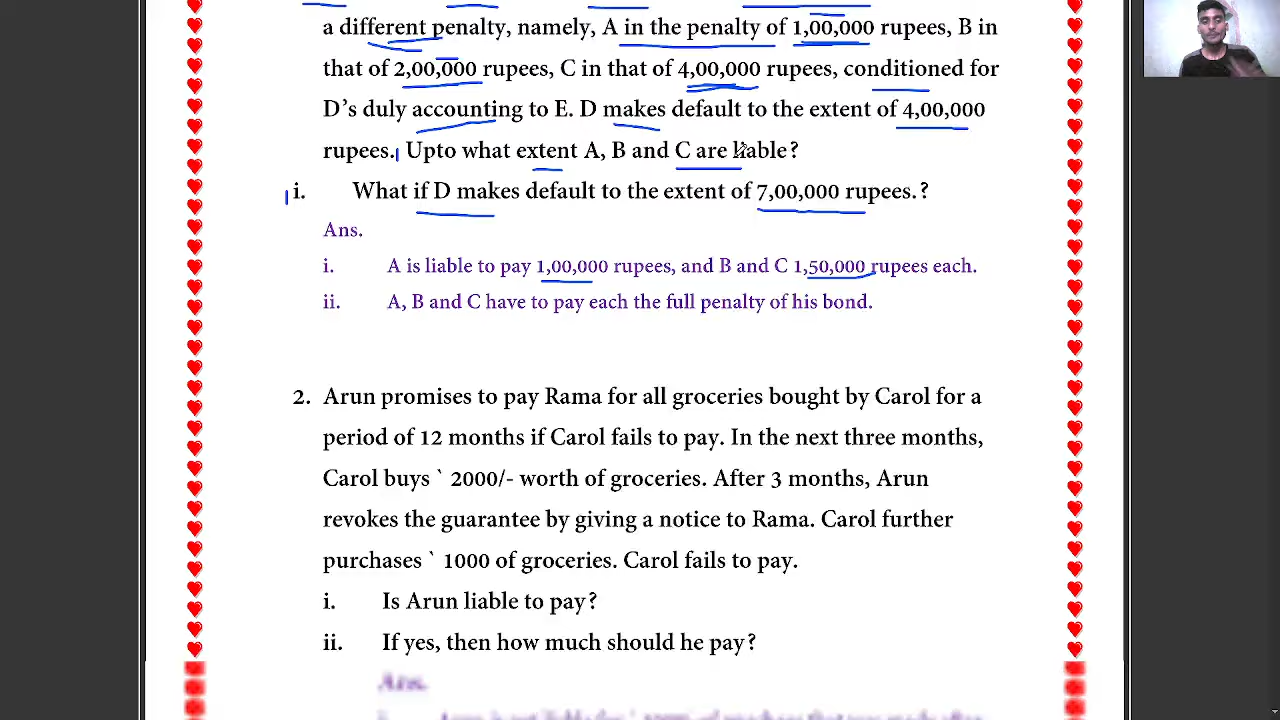 a different penalty, namely, A in the penalty of 1,00,000 rupees, B in
that of 2,00,000 rupees, C in that of 4,00,000 rupees, conditioned for
D's duly accounting to E. D makes default to the extent of 4,00,000
rupees. Upto what extent A, B and C are liable?
i. What if D makes default to the extent of 7,00,000 rupees.?
Ans.
i. A is liable to pay 1,00,000 rupees, and B and C 1,50,000 rupees each.
ii. A, B and C have to pay each the full penalty of his bond.
2. Arun promises to pay Rama for all groceries bought by Carol for a
period of 12 months if Carol fails to pay. In the next three months,
Carol buys ` 2000/- worth of groceries. After 3 months, Arun
revokes the guarantee by giving a notice to Rama. Carol further
purchases ` 1000 of groceries. Carol fails to pay.
i. Is Arun liable to pay?
ii. If yes, then how much should he pay?
Ans.